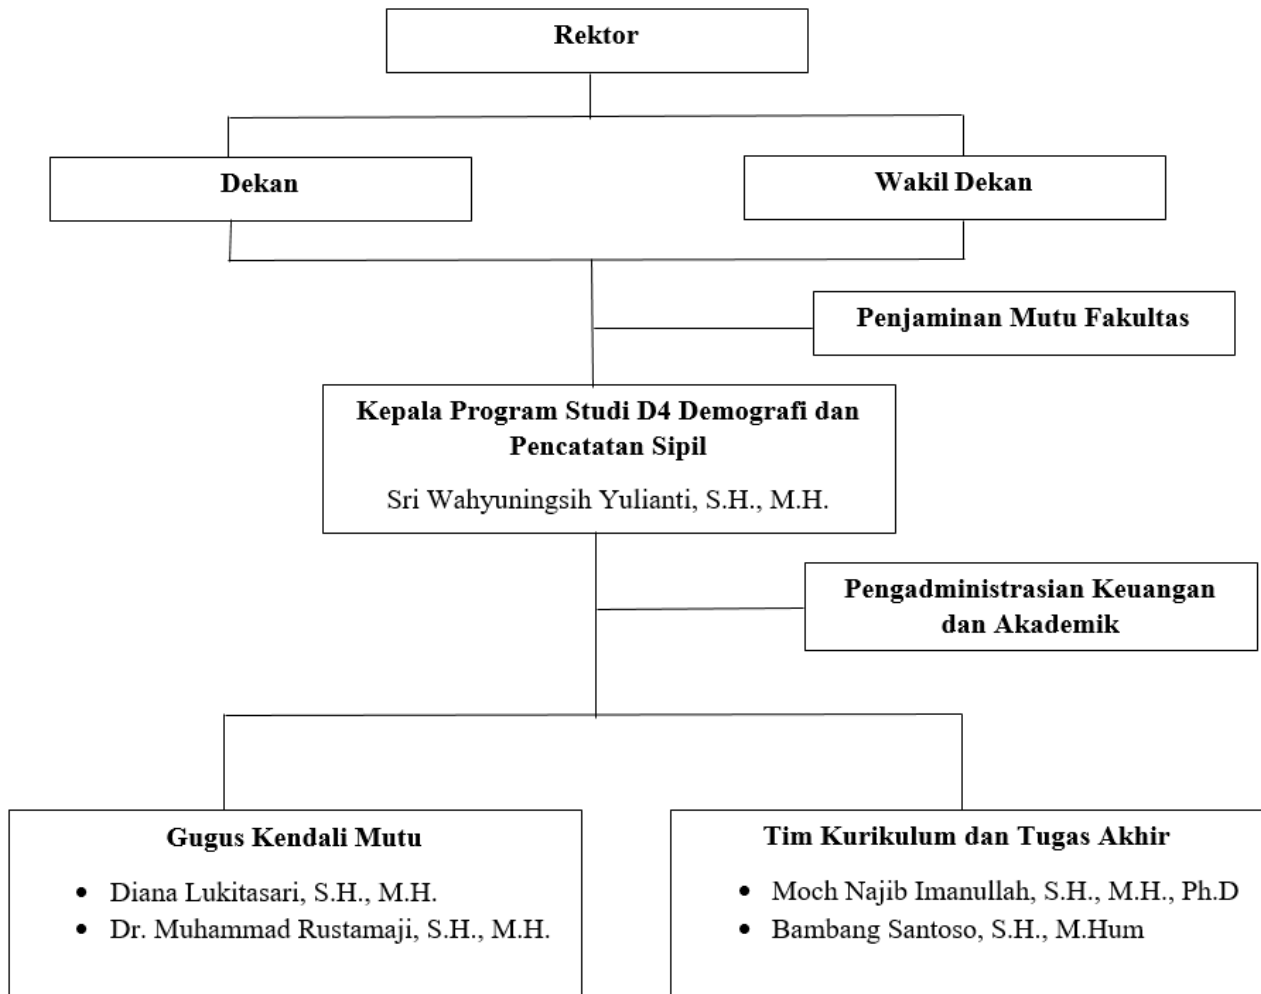 Rektor
Dekan
Wakil Dekan
Penjaminan Mutu Fakultas
Kepala Program Studi D4 Demografi dan
Pencatatan Sipil
Sri Wahyuningsih Yulianti, S.H., M.H.
Pengadministrasian Keuangan
dan Akademik
Gugus Kendali Mutu
• Diana Lukitasari, S.H., M.H.
• Dr. Muhammad Rustamaji, S.H., M.H.
Tim Kurikulum dan Tugas Akhir
• Moch Najib Imanullah, S.H., M.H., Ph.D
• Bambang Santoso, S.H., M.Hum